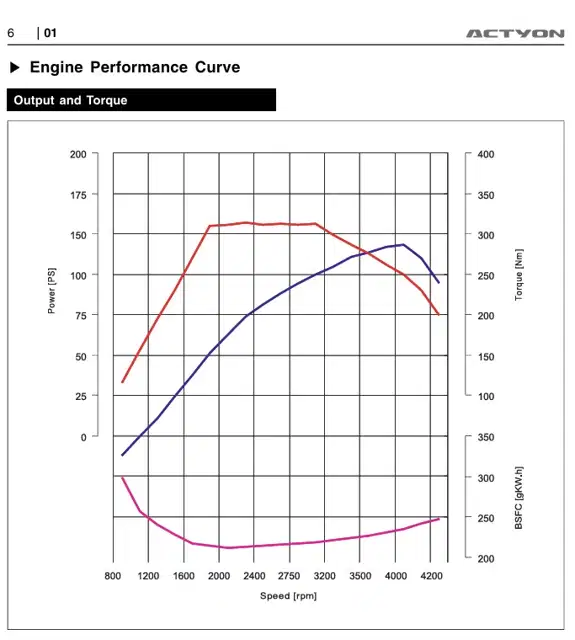 6 | 01 ACTYON
▶ Engine Performance Curve
Output and Torque
200 400
175 350
150 300
100 250
75 200
50 150
25 100
0 350
300
250
200
Power [PS]
Torque [Nm]
BSFC [gKW.h]
800 1200 1600 2000 2400 2750 3200 3500 4000 4200
Speed [rpm]